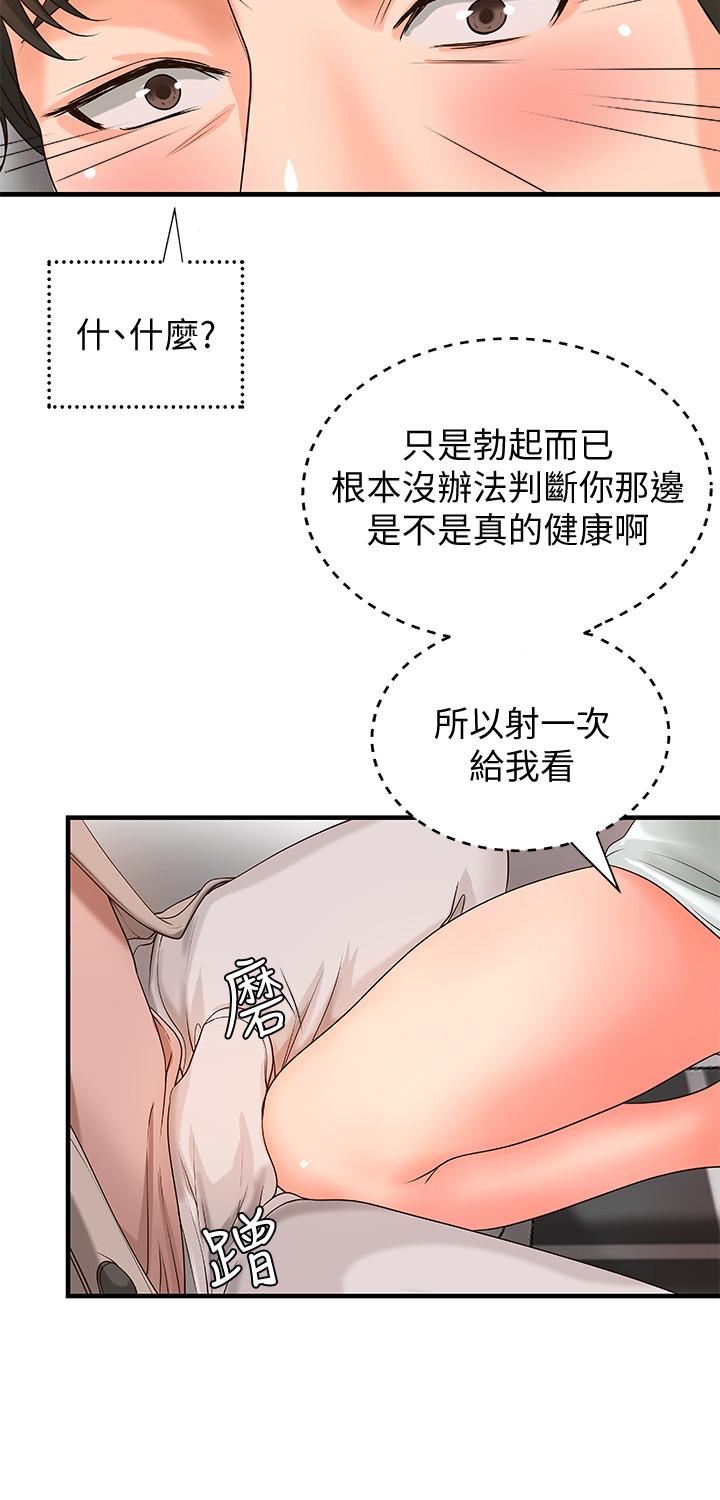 什、什麼?
只是勃起而已
根本沒辦法判斷你那邊
是不是真的健康啊
所以射一次
給我看
磨
蹭